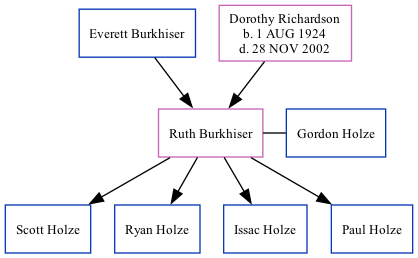 Everett Burkhiser
Dorothy Richardson
b. 1 AUG 1924
d. 28 NOV 2002
Ruth Burkhiser
Gordon Holze
Scott Holze
Ryan Holze
Issac Holze
Paul Holze